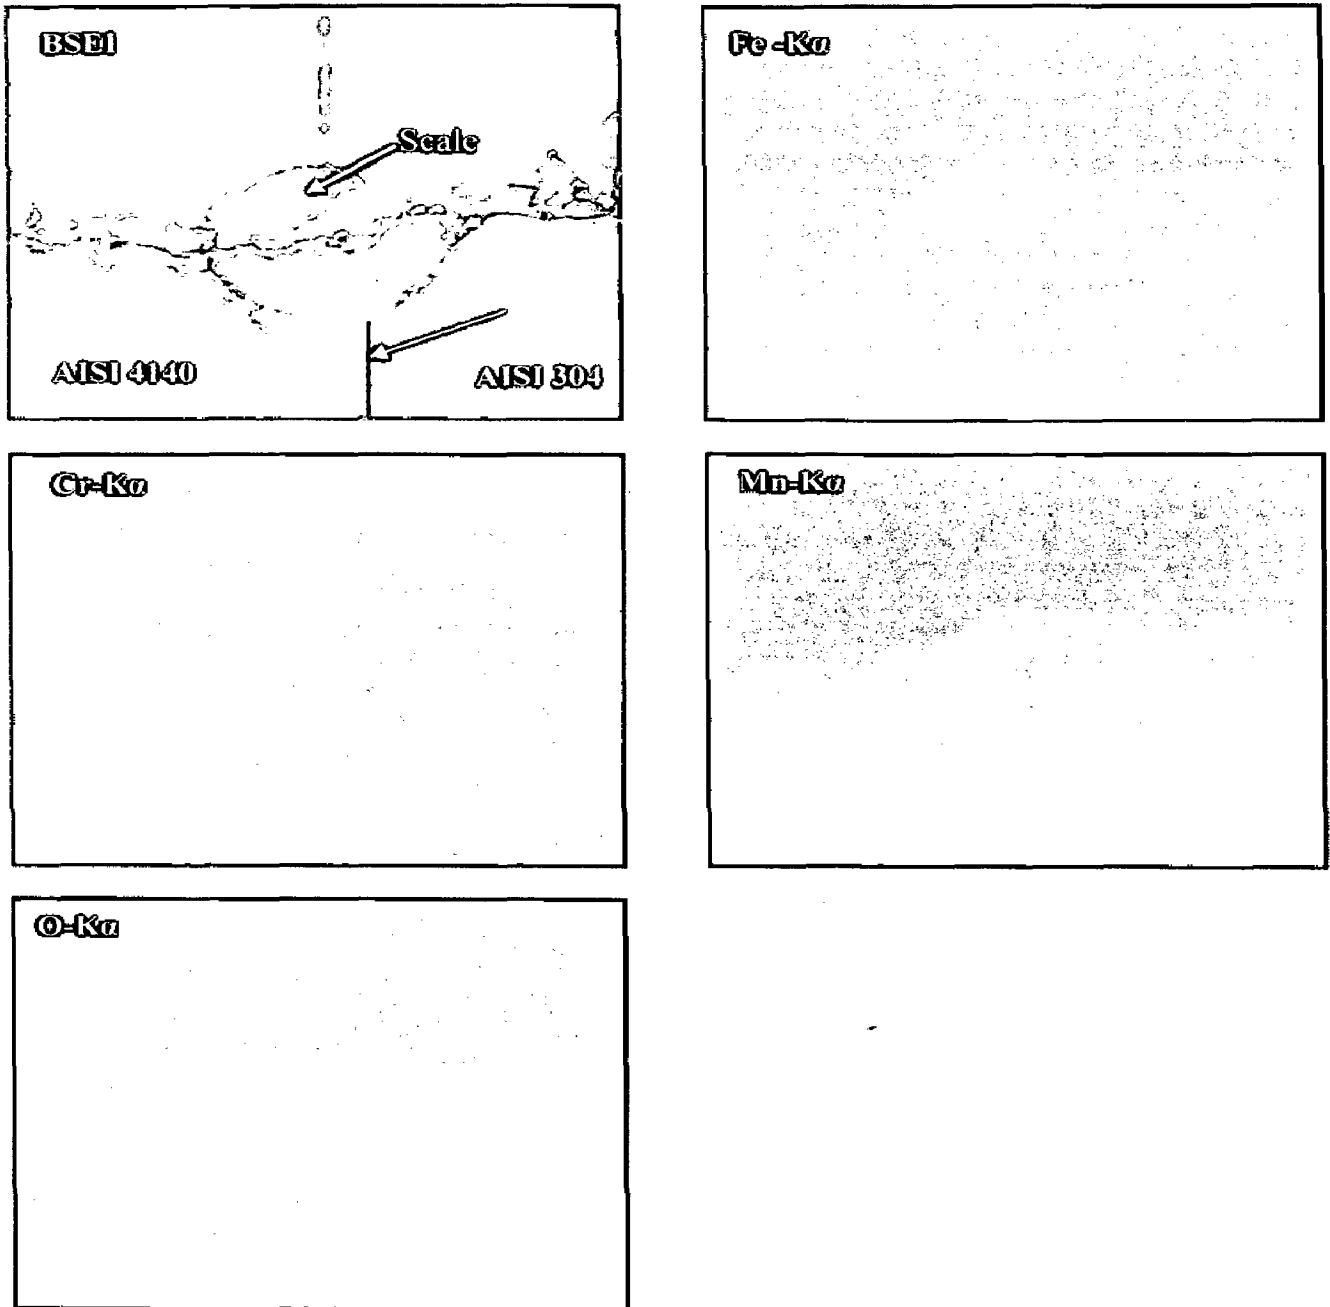 BSEI
Fe -Kα
Scale
AISI 4140
AISI 304
Cr-Kα
Mn-Kα
O-Kα